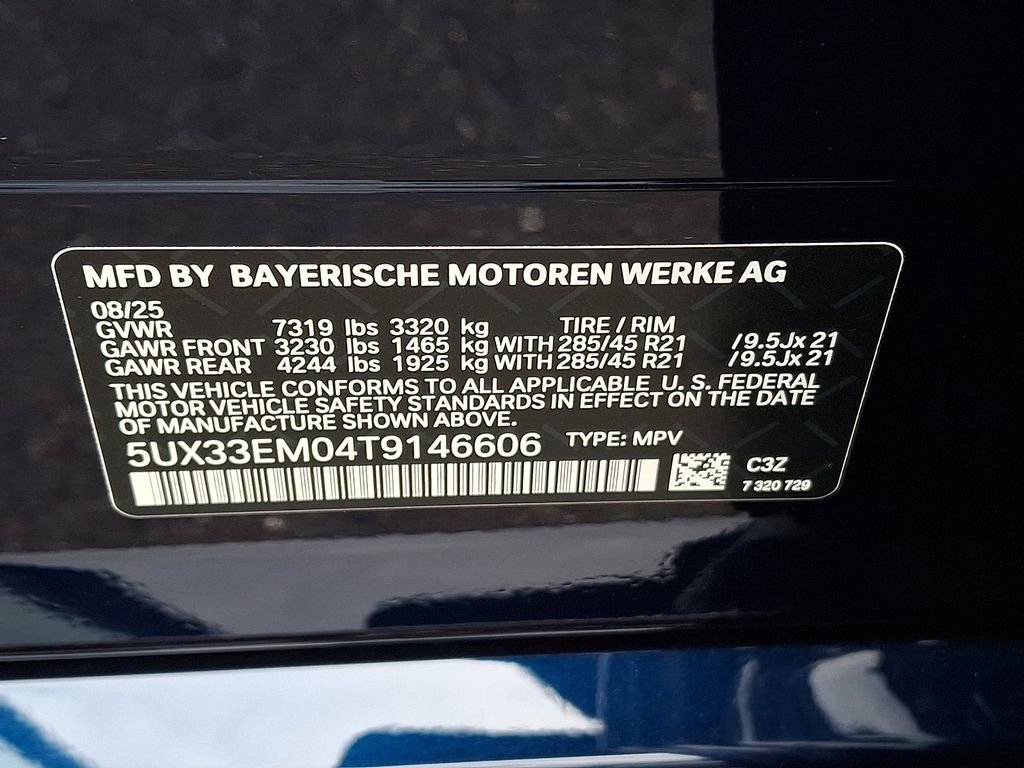 MFD BY BAYERISCHE MOTOREN WERKE AG
08/25
GVWR 7319 lbs 3320 kg TIRE / RIM
GAWR FRONT 3230 lbs 1465 kg WITH 285/45 R21 / 9.5Jx 21
GAWR REAR 4244 lbs 1925 kg WITH 285/45 R21 / 9.5Jx 21
THIS VEHICLE CONFORMS TO ALL APPLICABLE U. S. FEDERAL
MOTOR VEHICLE SAFETY STANDARDS IN EFFECT ON THE DATE
OF MANUFACTURE SHOWN ABOVE.
5UX33EM04T9146606 TYPE: MPV
C3Z
7 320 729